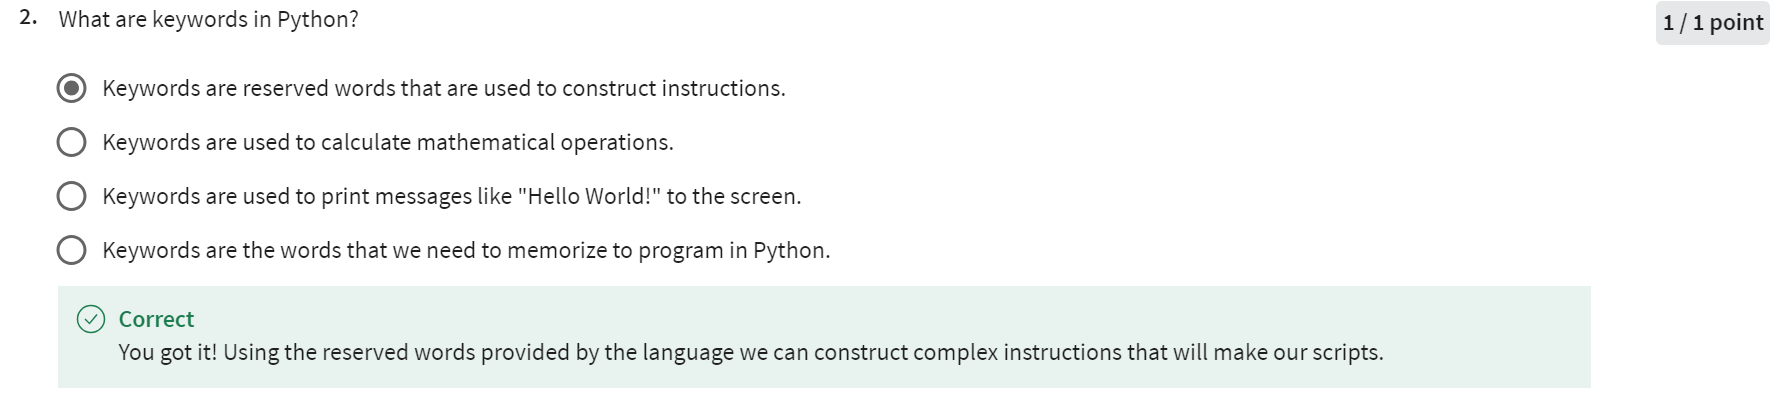 2. What are keywords in Python?
1 / 1 point
Keywords are reserved words that are used to construct instructions.
Keywords are used to calculate mathematical operations.
Keywords are used to print messages like "Hello World!" to the screen.
Keywords are the words that we need to memorize to program in Python.
Correct
You got it! Using the reserved words provided by the language we can construct complex instructions that will make our scripts.